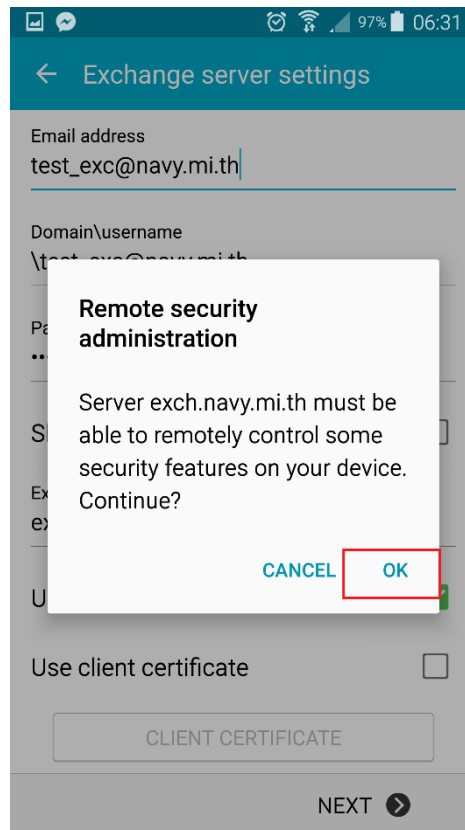 97% 06:31
Exchange server settings
Email address
test_exc@navy.mi.th
Domain\username
Remote security
administration
Server exch.navy.mi.th must be
able to remotely control some
security features on your device.
Continue?
CANCEL OK
Use client certificate
CLIENT CERTIFICATE
NEXT